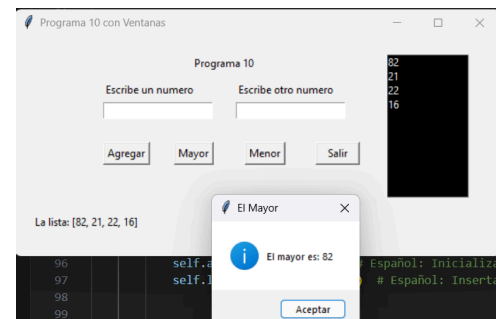 Programa 10 con Ventanas
Programa 10
Escribe un numero
Escribe otro numero
82
21
22
16
Agregar
Mayor
Menor
Salir
La lista: [82, 21, 22, 16]
El Mayor
El mayor es: 82
Aceptar
96 self.a # Español: Inicializa
97 self.l ) # Español: Inserta
98
99